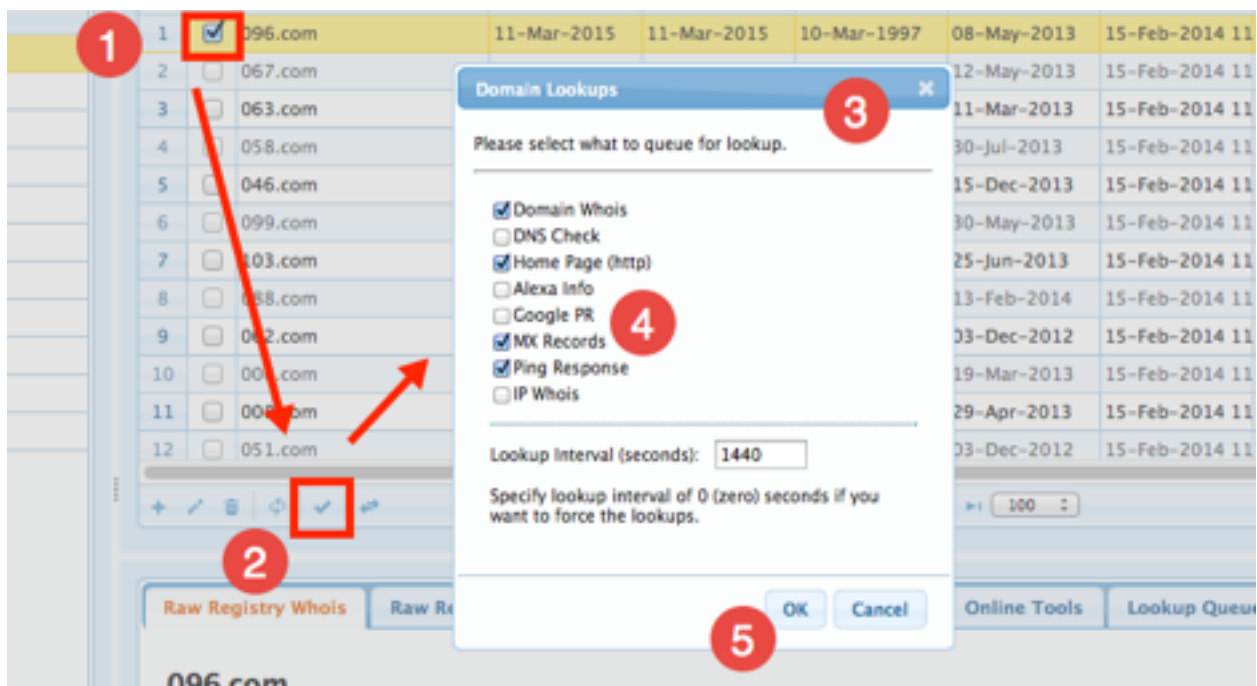 1 1 096.com 11-Mar-2015 11-Mar-2015 10-Mar-1997 08-May-2013 15-Feb-2014 11
2 067.com 12-May-2013 15-Feb-2014 11
3 063.com 11-Mar-2013 15-Feb-2014 11
4 058.com 30-Jul-2013 15-Feb-2014 11
5 046.com 15-Dec-2013 15-Feb-2014 11
6 099.com 30-May-2013 15-Feb-2014 11
7 103.com 25-Jun-2013 15-Feb-2014 11
8 .com 13-Feb-2014 15-Feb-2014 11
9 2.com 03-Dec-2012 15-Feb-2014 11
10 .com 19-Mar-2013 15-Feb-2014 11
11 29-Apr-2013 15-Feb-2014 11
12 051.com 03-Dec-2012 15-Feb-2014 11
Domain Lookups
3
Please select what to queue for lookup.
Domain Whois
DNS Check
Home Page (http)
Alexa Info
Google PR
4
MX Records
Ping Response
IP Whois
Lookup Interval (seconds): 1440
Specify lookup interval of 0 (zero) seconds if you
want to force the lookups.
100
2
OK Cancel
5
Raw Registry Whois Raw Re Online Tools Lookup Queue
096.com